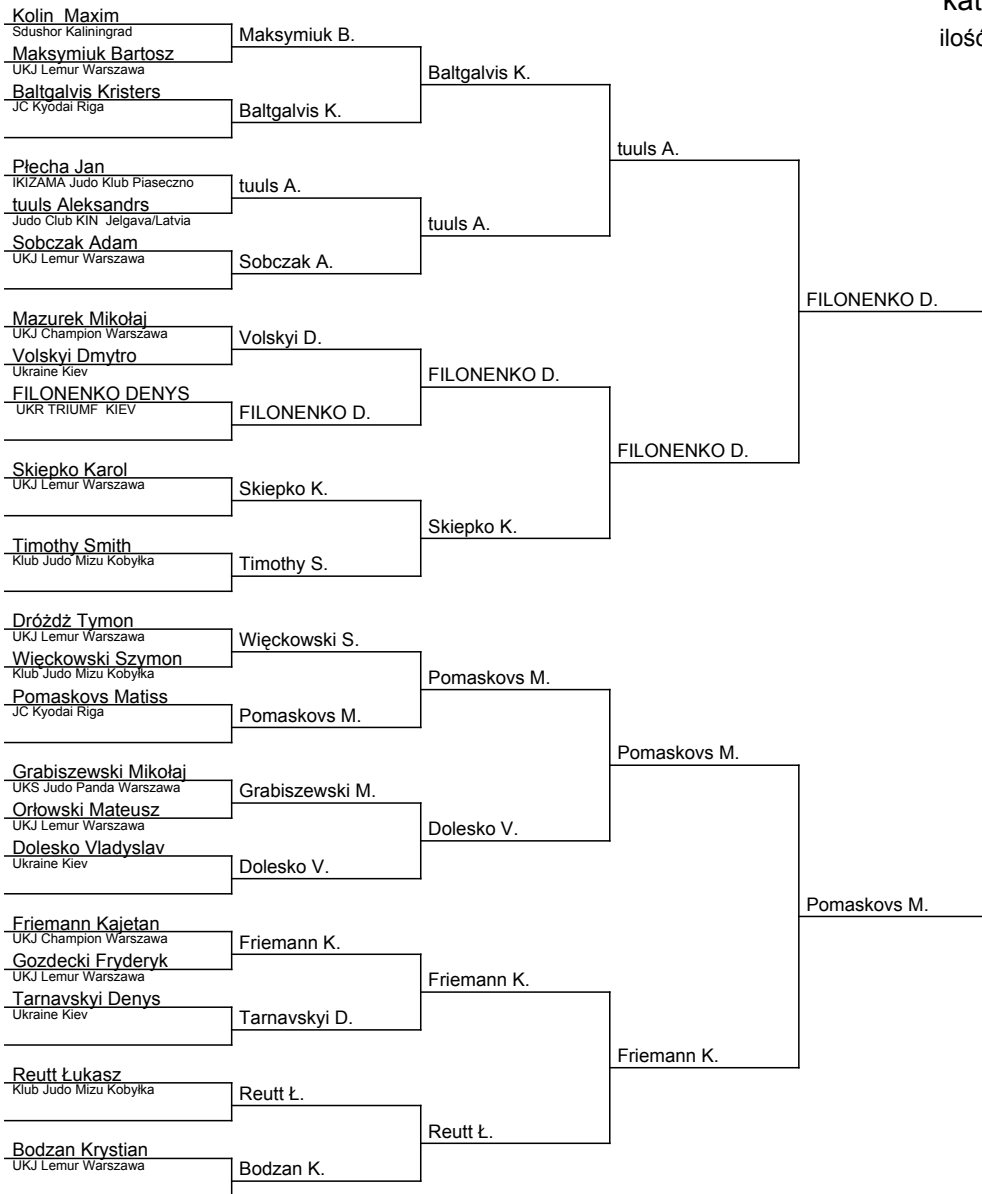 kat
ilość
Kolin Maxim
Sdushor Kaliningrad
Maksymiuk B.
Maksymiuk Bartosz
UKJ Lemur Warszawa
Baltgalvis K.
Baltgalvis Kristers
JC Kyodai Riga
Baltgalvis K.
tuuls A.
Płecha Jan
IKIZAMA Judo Klub Piaseczno
tuuls A.
tuuls Aleksandrs
Judo Club KIN Jelgava/Latvia
tuuls A.
Sobczak Adam
UKJ Lemur Warszawa
Sobczak A.
FILONENKO D.
Mazurek Mikołaj
UKJ Champion Warszawa
Volskyi D.
Volskyi Dmytro
Ukraine Kiev
FILONENKO D.
FILONENKO DENYS
UKR TRIUMF KIEV
FILONENKO D.
FILONENKO D.
Skiepko Karol
UKJ Lemur Warszawa
Skiepko K.
Skiepko K.
Timothy Smith
Klub Judo Mizu Kobyłka
Timothy S.
Dróżdż Tymon
UKJ Lemur Warszawa
Więckowski S.
Więckowski Szymon
Klub Judo Mizu Kobyłka
Pomaskovs M.
Pomaskovs Matiss
JC Kyodai Riga
Pomaskovs M.
Pomaskovs M.
Grabiszewski Mikołaj
UKS Judo Panda Warszawa
Grabiszewski M.
Orłowski Mateusz
UKJ Lemur Warszawa
Dolesko V.
Dolesko Vladyslav
Ukraine Kiev
Dolesko V.
Pomaskovs M.
Friemann Kajetan
UKJ Champion Warszawa
Friemann K.
Gozdecki Fryderyk
UKJ Lemur Warszawa
Friemann K.
Tarnavskyi Denys
Ukraine Kiev
Tarnavskyi D.
Friemann K.
Reutt Łukasz
Klub Judo Mizu Kobyłka
Reutt Ł.
Reutt Ł.
Bodzan Krystian
UKJ Lemur Warszawa
Bodzan K.